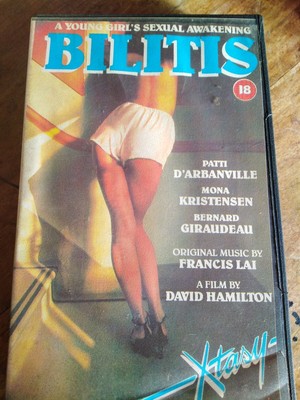 A YOUNG GIRL'S SEXUAL AWAKENING
BILITIS
18
PATTI
D'ARBANVILLE
MONA
KRISTENSEN
BERNARD
GIRAUDEAU
ORIGINAL MUSIC BY
FRANCIS LAI
A FILM BY
DAVID HAMILTON
Xtasy